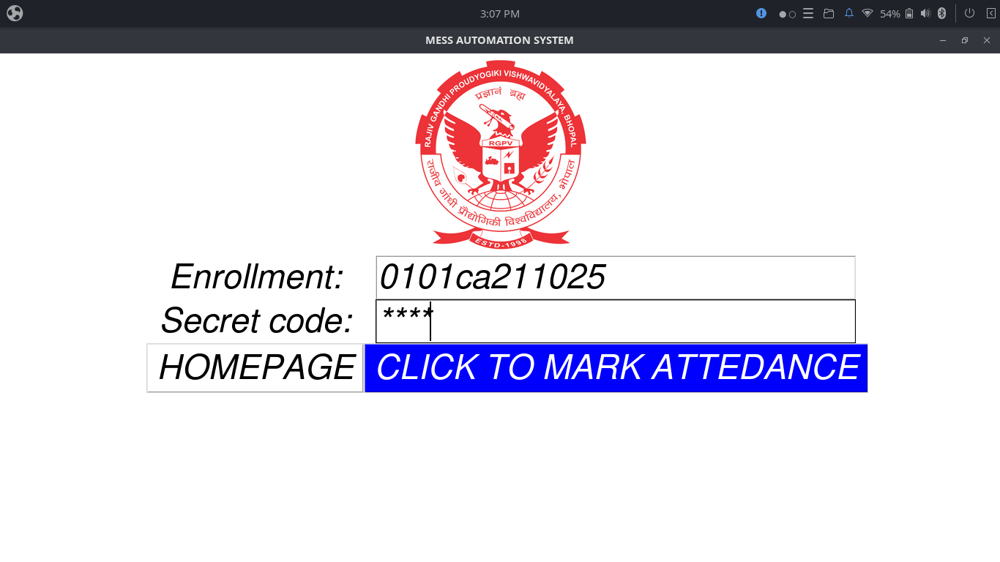 3:07 PM
54%
MESS AUTOMATION SYSTEM
RAJIV GANDHI PROUDYOGIKI VISHWAVIDYALAYA, BHOPAL
प्रज्ञानं ब्रह्म
RGPV
राजीव गांधी प्रौद्योगिकी विश्वविद्यालय, भोपाल
ESTD-1998
Enrollment: 0101ca211025
Secret code: ****
HOMEPAGE CLICK TO MARK ATTEDANCE